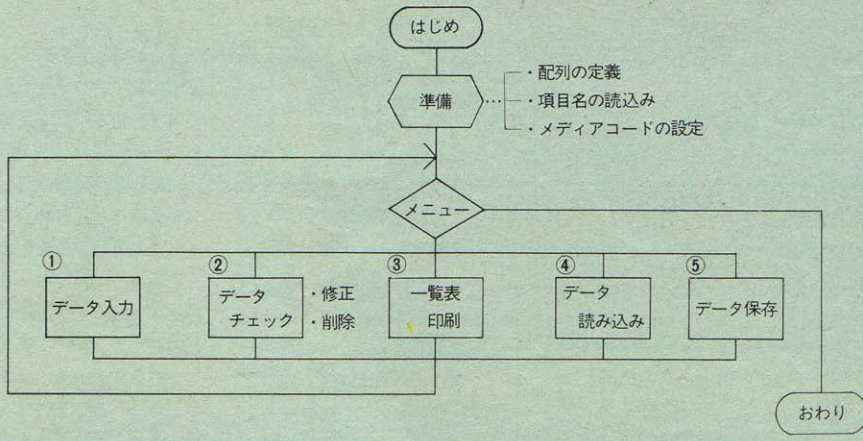 はじめ
準備
・配列の定義
・項目名の読込み
・メディアコードの設定
メニュー
①
データ入力
②
データ
チェック
・修正
・削除
③
一覧表
印刷
④
データ
読み込み
⑤
データ保存
おわり